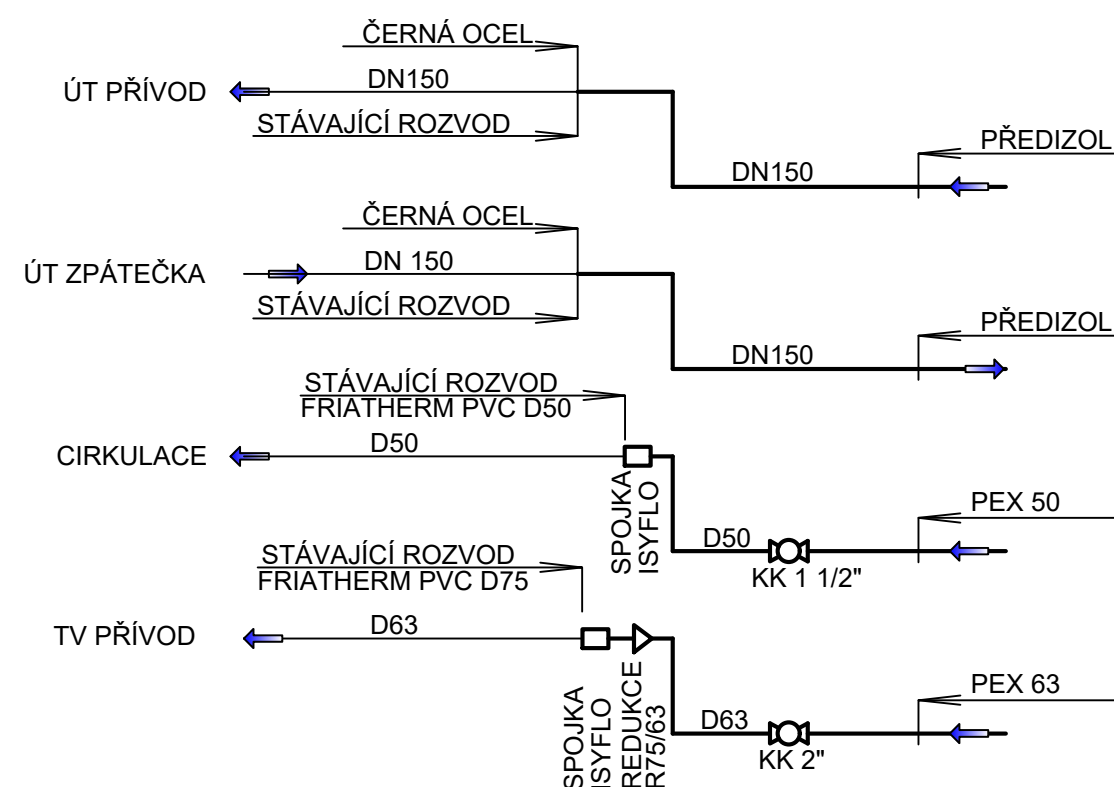 ČERNÁ OCEL
ÚT PŘÍVOD
DN150
STÁVAJÍCÍ ROZVOD
PŘEDIZOL
DN150
ČERNÁ OCEL
ÚT ZPÁTEČKA
DN 150
STÁVAJÍCÍ ROZVOD
PŘEDIZOL
DN150
STÁVAJÍCÍ ROZVOD
FRIATHERM PVC D50
CIRKULACE
D50
SPOJKA
ISYFLO
PEX 50
D50
KK 1 1/2"
STÁVAJÍCÍ ROZVOD
FRIATHERM PVC D75
TV PŘÍVOD
D63
SPOJKA
ISYFLO
REDUKCE
R75/63
PEX 63
D63
KK 2"